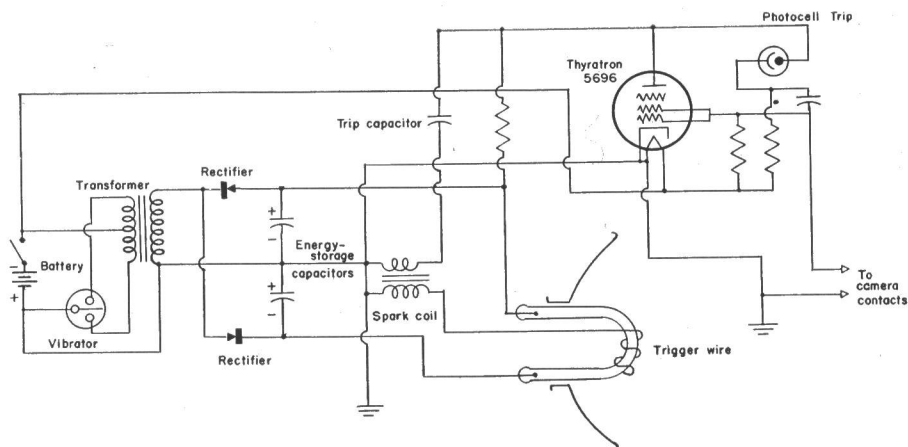 Photocell Trip
Thyratron
5696
Trip capacitor
Rectifier
Transformer
+
-
Energy-
storage
capacitors
Battery
-
+
+
-
To
camera
contacts
Spark coil
Vibrator
Rectifier
Trigger wire